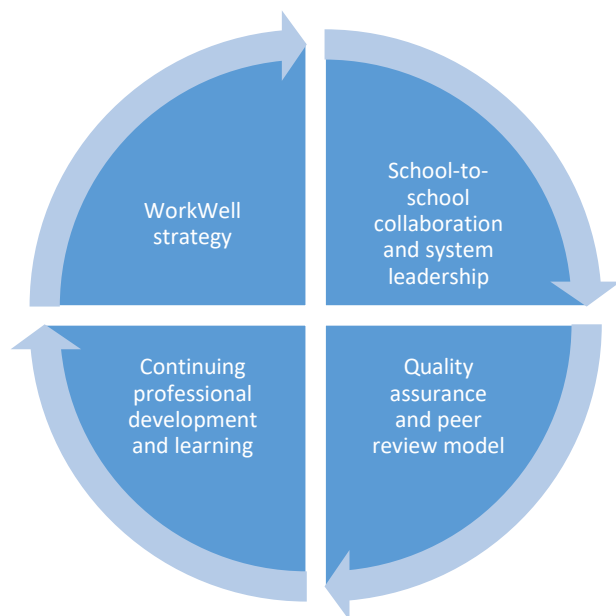 WorkWell
strategy
School-to-
school
collaboration
and system
leadership
Continuing
professional
development
and learning
Quality
assurance
and peer
review model